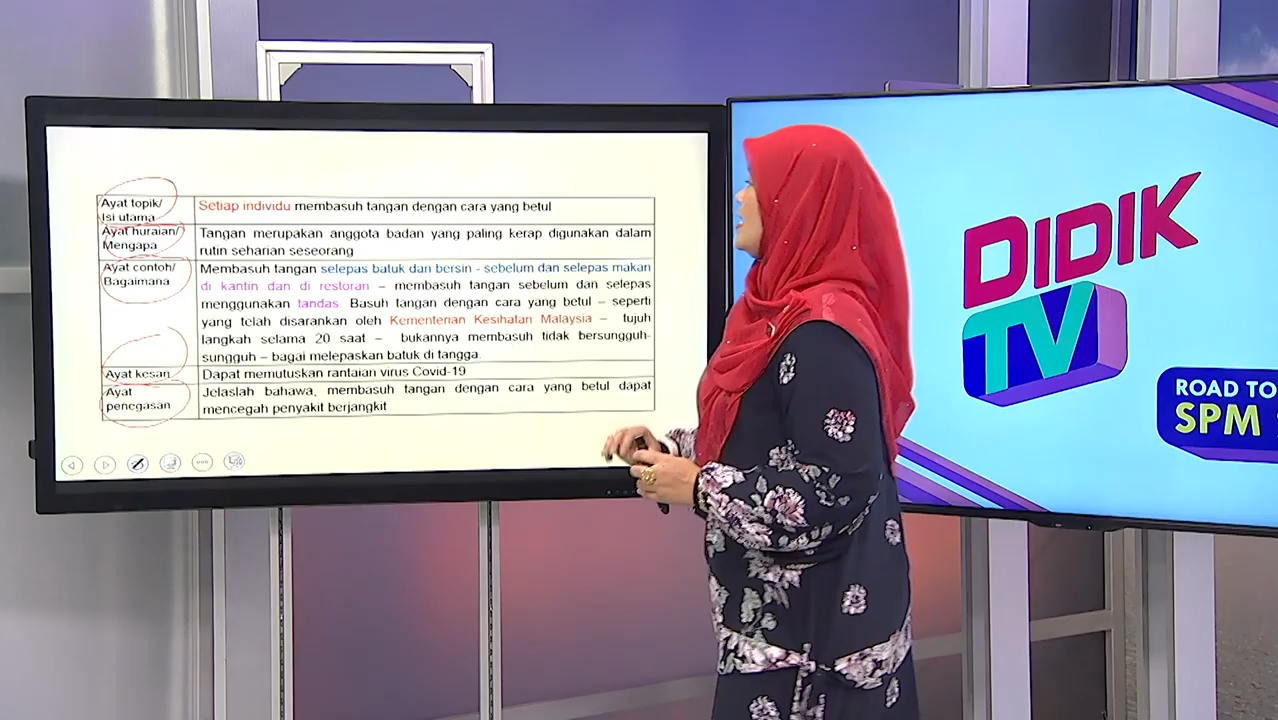 Ayat topik/
Isi utama
Setiap individu membasuh tangan dengan cara yang betul
Ayat huraian/
Mengapa
Tangan merupakan anggota badan yang paling kerap digunakan dalam
rutin seharian seseorang
Ayat contoh/
Bagaimana
Membasuh tangan selepas batuk dan bersin - sebelum dan selepas makan
di kantin dan di restoran – membasuh tangan sebelum dan selepas
menggunakan tandas. Basuh tangan dengan cara yang betul – seperti
yang telah disarankan oleh Kementerian Kesihatan Malaysia – tujuh
langkah selama 20 saat – bukannya membasuh tidak bersungguh-
sungguh – bagai melepaskan batuk di tangga.
Ayat kesan
Dapat memutuskan rantaian virus Covid-19
Ayat
penegasan
Jelaslah bahawa, membasuh tangan dengan cara yang betul dapat
mencegah penyakit berjangkit
DIDIK
TV
ROAD TO
SPM